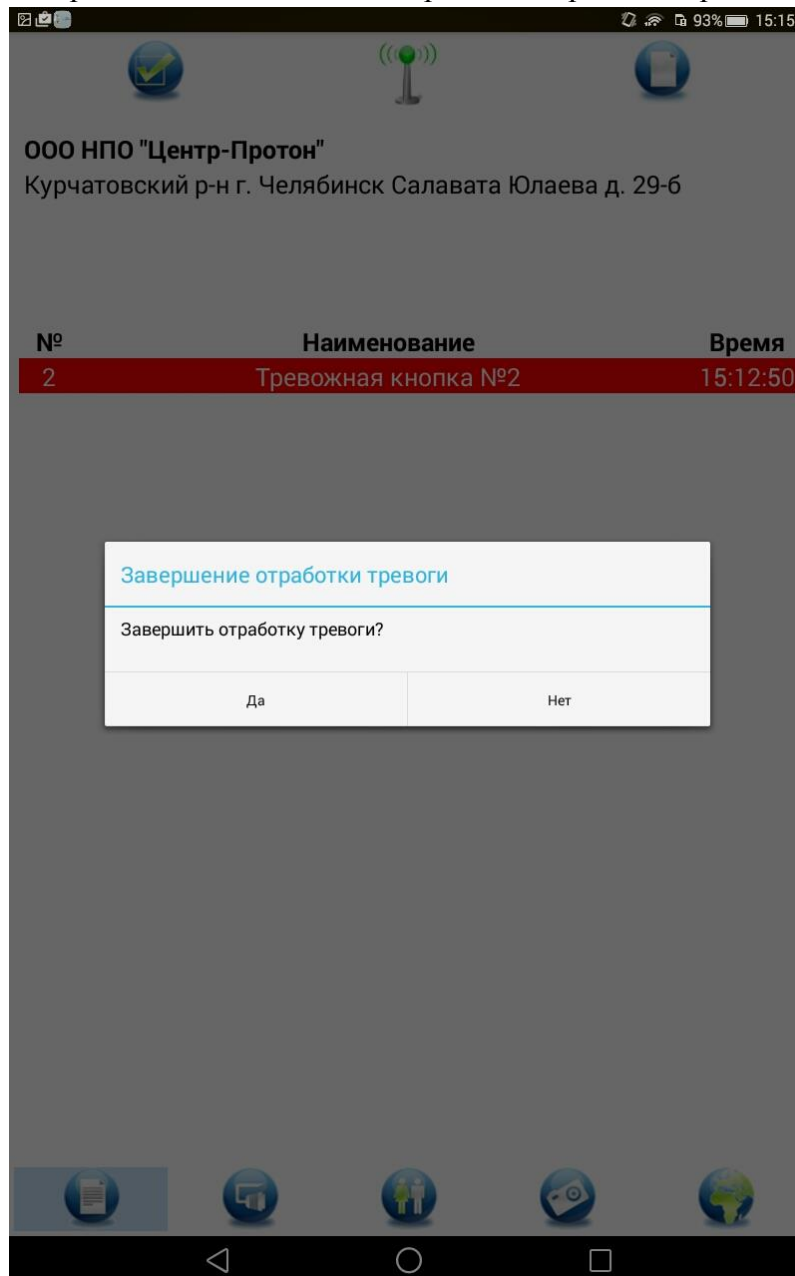 93% 15:15
ООО НПО "Центр-Протон"
Курчатовский р-н г. Челябинск Салавата Юлаева д. 29-б
№ Наименование Время
2 Тревожная кнопка №2 15:12:50
Завершение отработки тревоги
Завершить отработку тревоги?
Да Нет